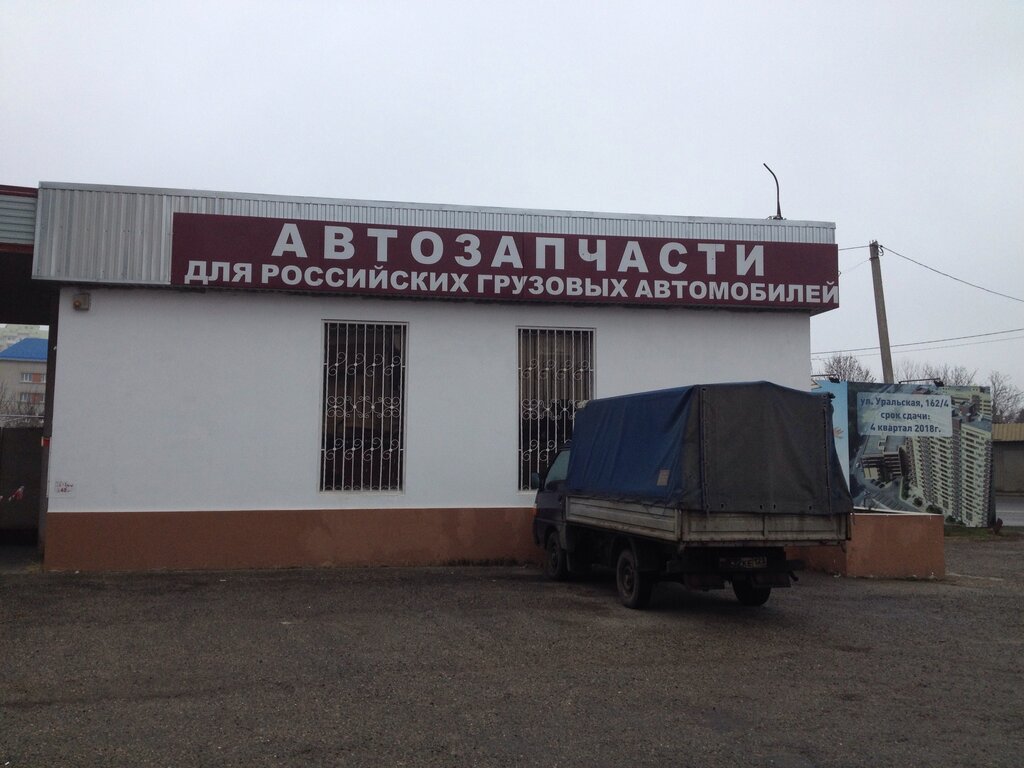 АВТОЗАПЧАСТИ
ДЛЯ РОССИЙСКИХ ГРУЗОВЫХ АВТОМОБИЛЕЙ
ул. Уральская, 162/4
срок сдачи:
4 квартал 2018г.